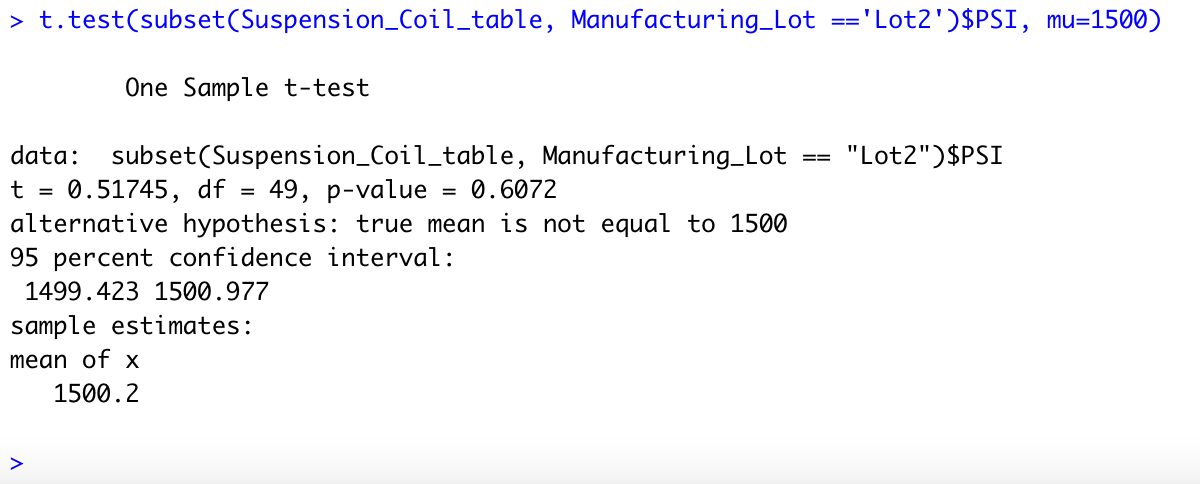 > t.test(subset(Suspension_Coil_table, Manufacturing_Lot =='Lot2')$PSI, mu=1500)
One Sample t-test
data:  subset(Suspension_Coil_table, Manufacturing_Lot == "Lot2")$PSI
t = 0.51745, df = 49, p-value = 0.6072
alternative hypothesis: true mean is not equal to 1500
95 percent confidence interval:
1499.423 1500.977
sample estimates:
mean of x
1500.2
>